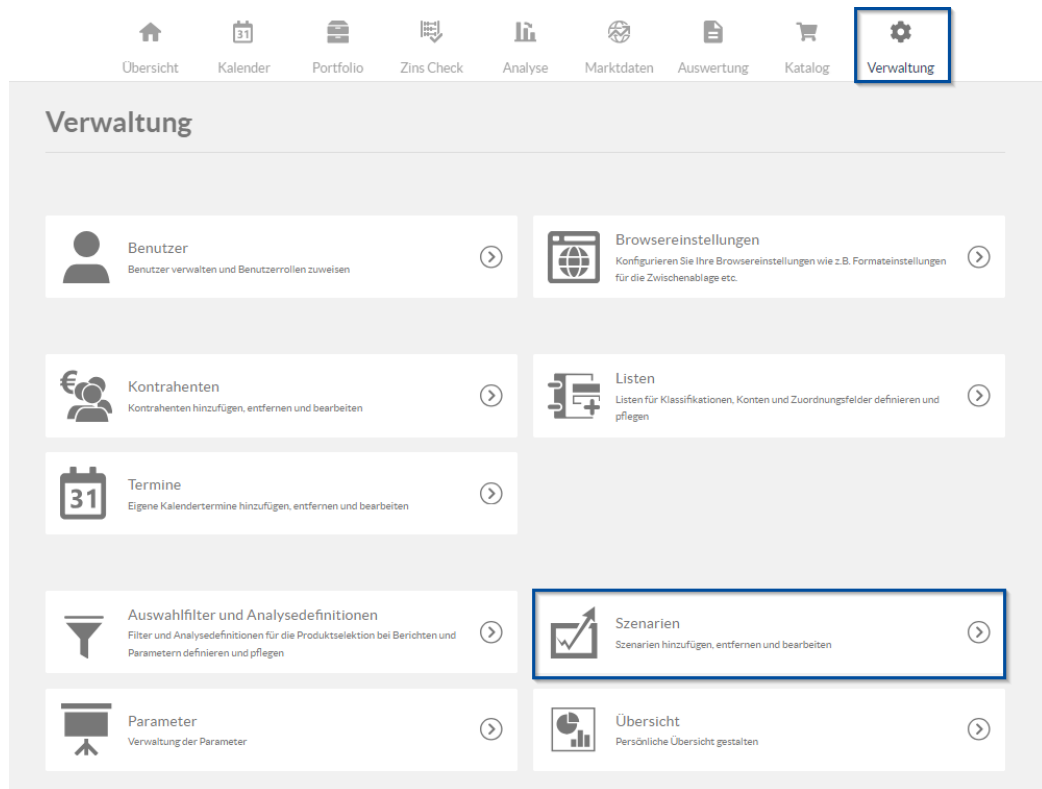 31
Übersicht Kalender Portfolio Zins Check Analyse Marktdaten Auswertung Katalog Verwaltung
Verwaltung
Benutzer
Benutzer verwalten und Benutzerrollen zuweisen
Browsereinstellungen
Konfigurieren Sie Ihre Browsereinstellungen wie z.B. Formateinstellungen
für die Zwischenablage etc.
€
Kontrahenten
Kontrahenten hinzufügen, entfernen und bearbeiten
Listen
Listen für Klassifikationen, Konten und Zuordnungsfelder definieren und
pflegen
31
Termine
Eigene Kalendertermine hinzufügen, entfernen und bearbeiten
Auswahlfilter und Analysedefinitionen
Filter und Analysedefinitionen für die Produktselektion bei Berichten und
Parametern definieren und pflegen
Szenarien
Szenarien hinzufügen, entfernen und bearbeiten
Parameter
Verwaltung der Parameter
Übersicht
Persönliche Übersicht gestalten